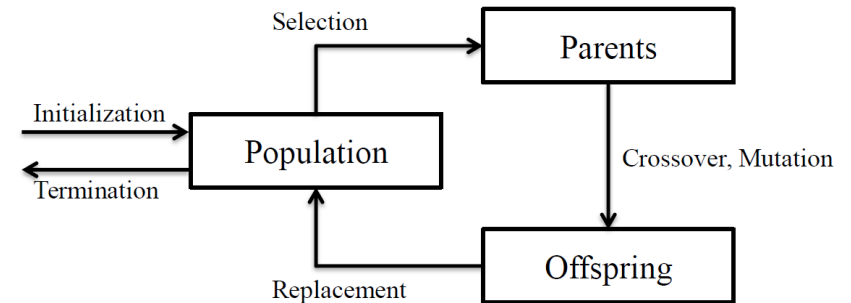 Selection
Parents
Initialization
Population
Crossover, Mutation
Termination
Offspring
Replacement